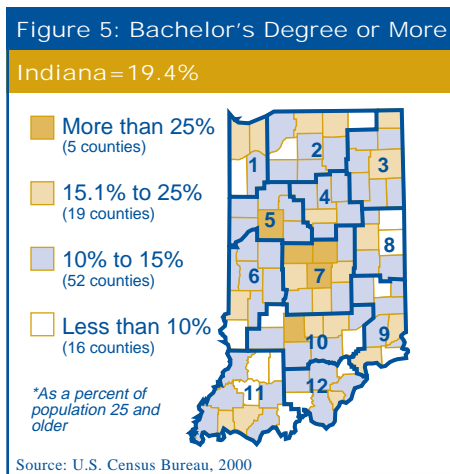 Figure 5: Bachelor's Degree or More
Indiana=19.4%
More than 25%
(5 counties)
15.1% to 25%
(19 counties)
10% to 15%
(52 counties)
Less than 10%
(16 counties)
*As a percent of
population 25 and
older
1
2
3
4
5
6
7
8
9
10
11
12
Source: U.S. Census Bureau, 2000